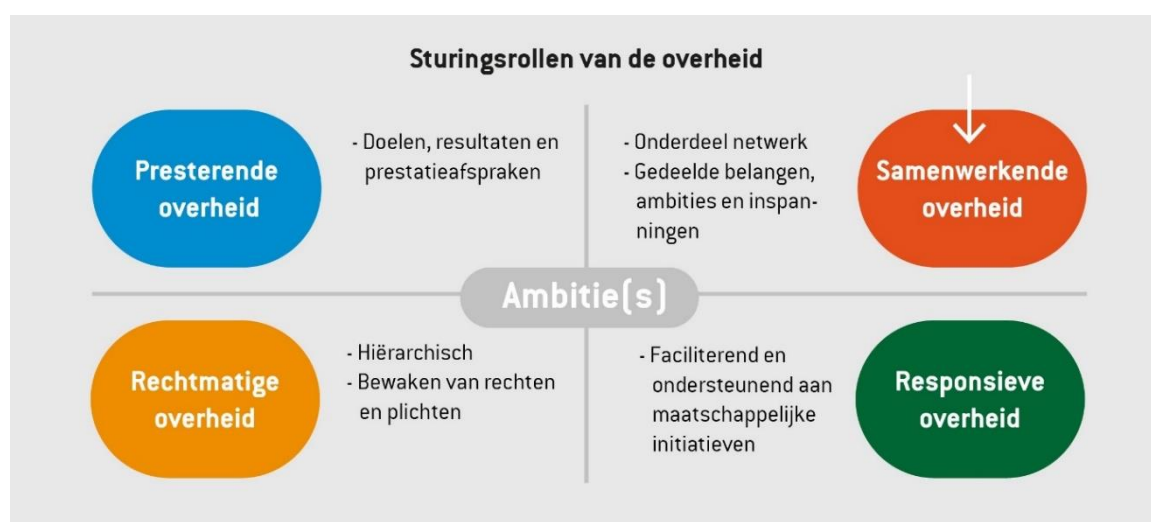 Sturingsrollen van de overheid
Presterende
overheid
- Doelen, resultaten en
prestatieafspraken
- Onderdeel netwerk
- Gedeelde belangen,
ambities en inspan-
ningen
Samenwerkende
overheid
Ambitie(s)
Rechtmatige
overheid
- Hiërarchisch
- Bewaken van rechten
en plichten
- Faciliterend en
ondersteunend aan
maatschappelijke
initiatieven
Responsieve
overheid